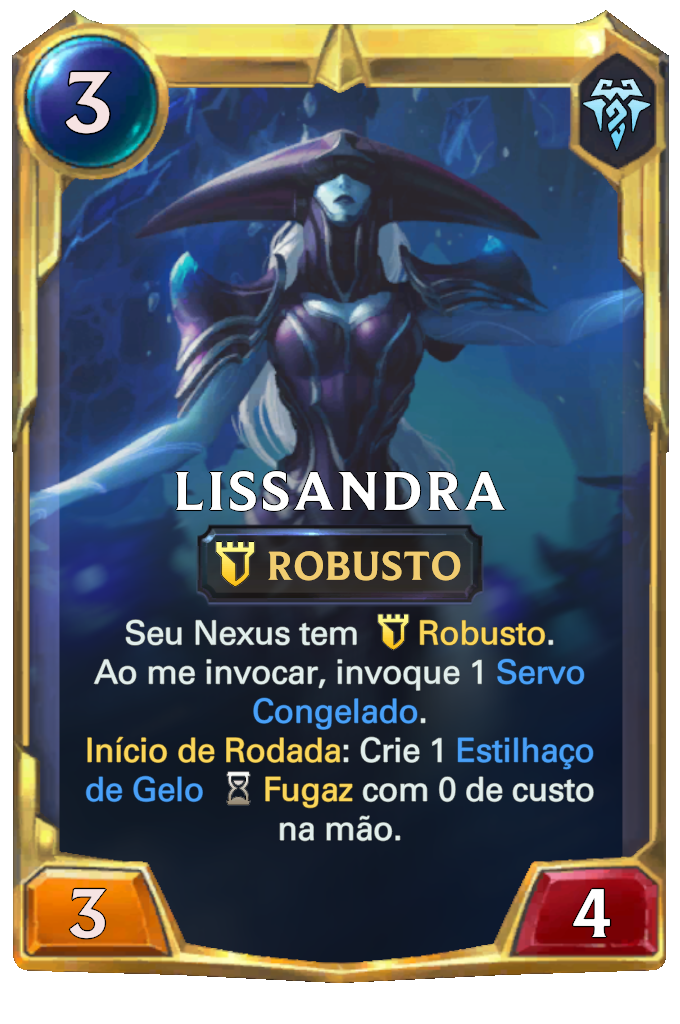 3
LISSANDRA
ROBUSTO
Seu Nexus tem Robusto.
Ao me invocar, invoque 1 Servo
Congelado.
Início de Rodada: Crie 1 Estilhaço
de Gelo Fugaz com 0 de custo
na mão.
3
4